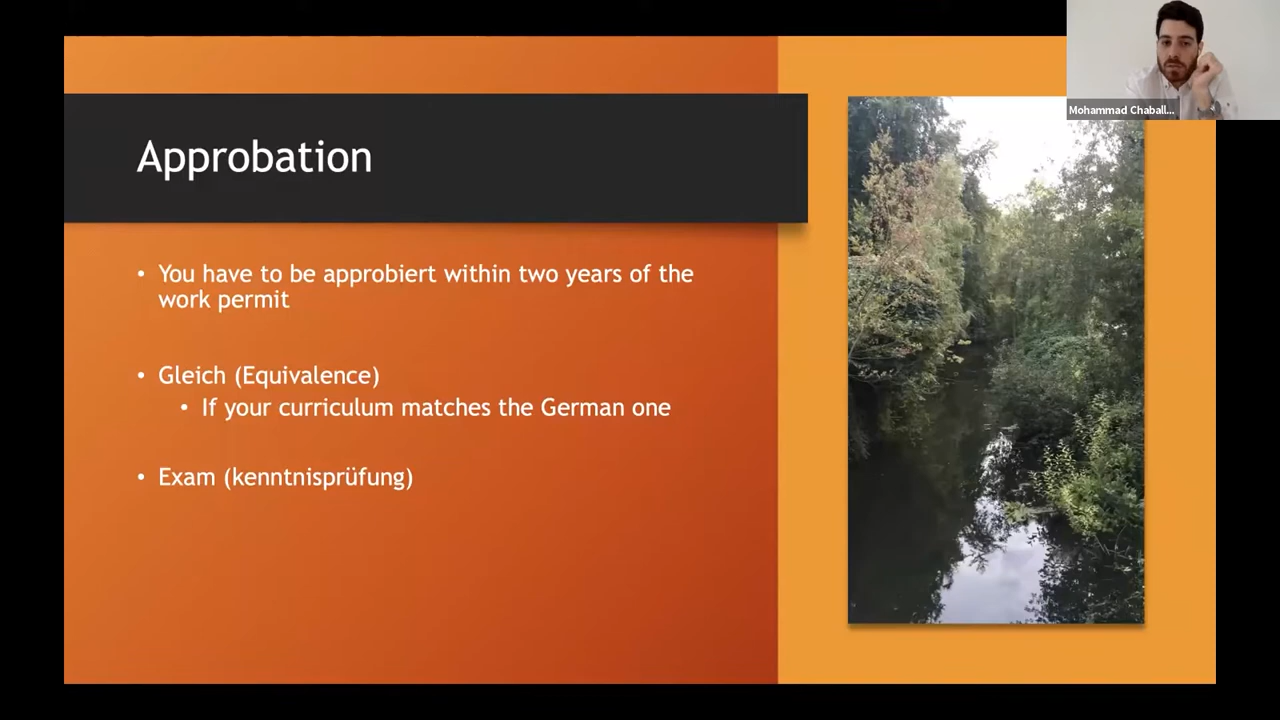 Approbation
• You have to be approbiert within two years of the
work permit
• Gleich (Equivalence)
• If your curriculum matches the German one
• Exam (kenntnisprüfung)
Mohammad Chaball...